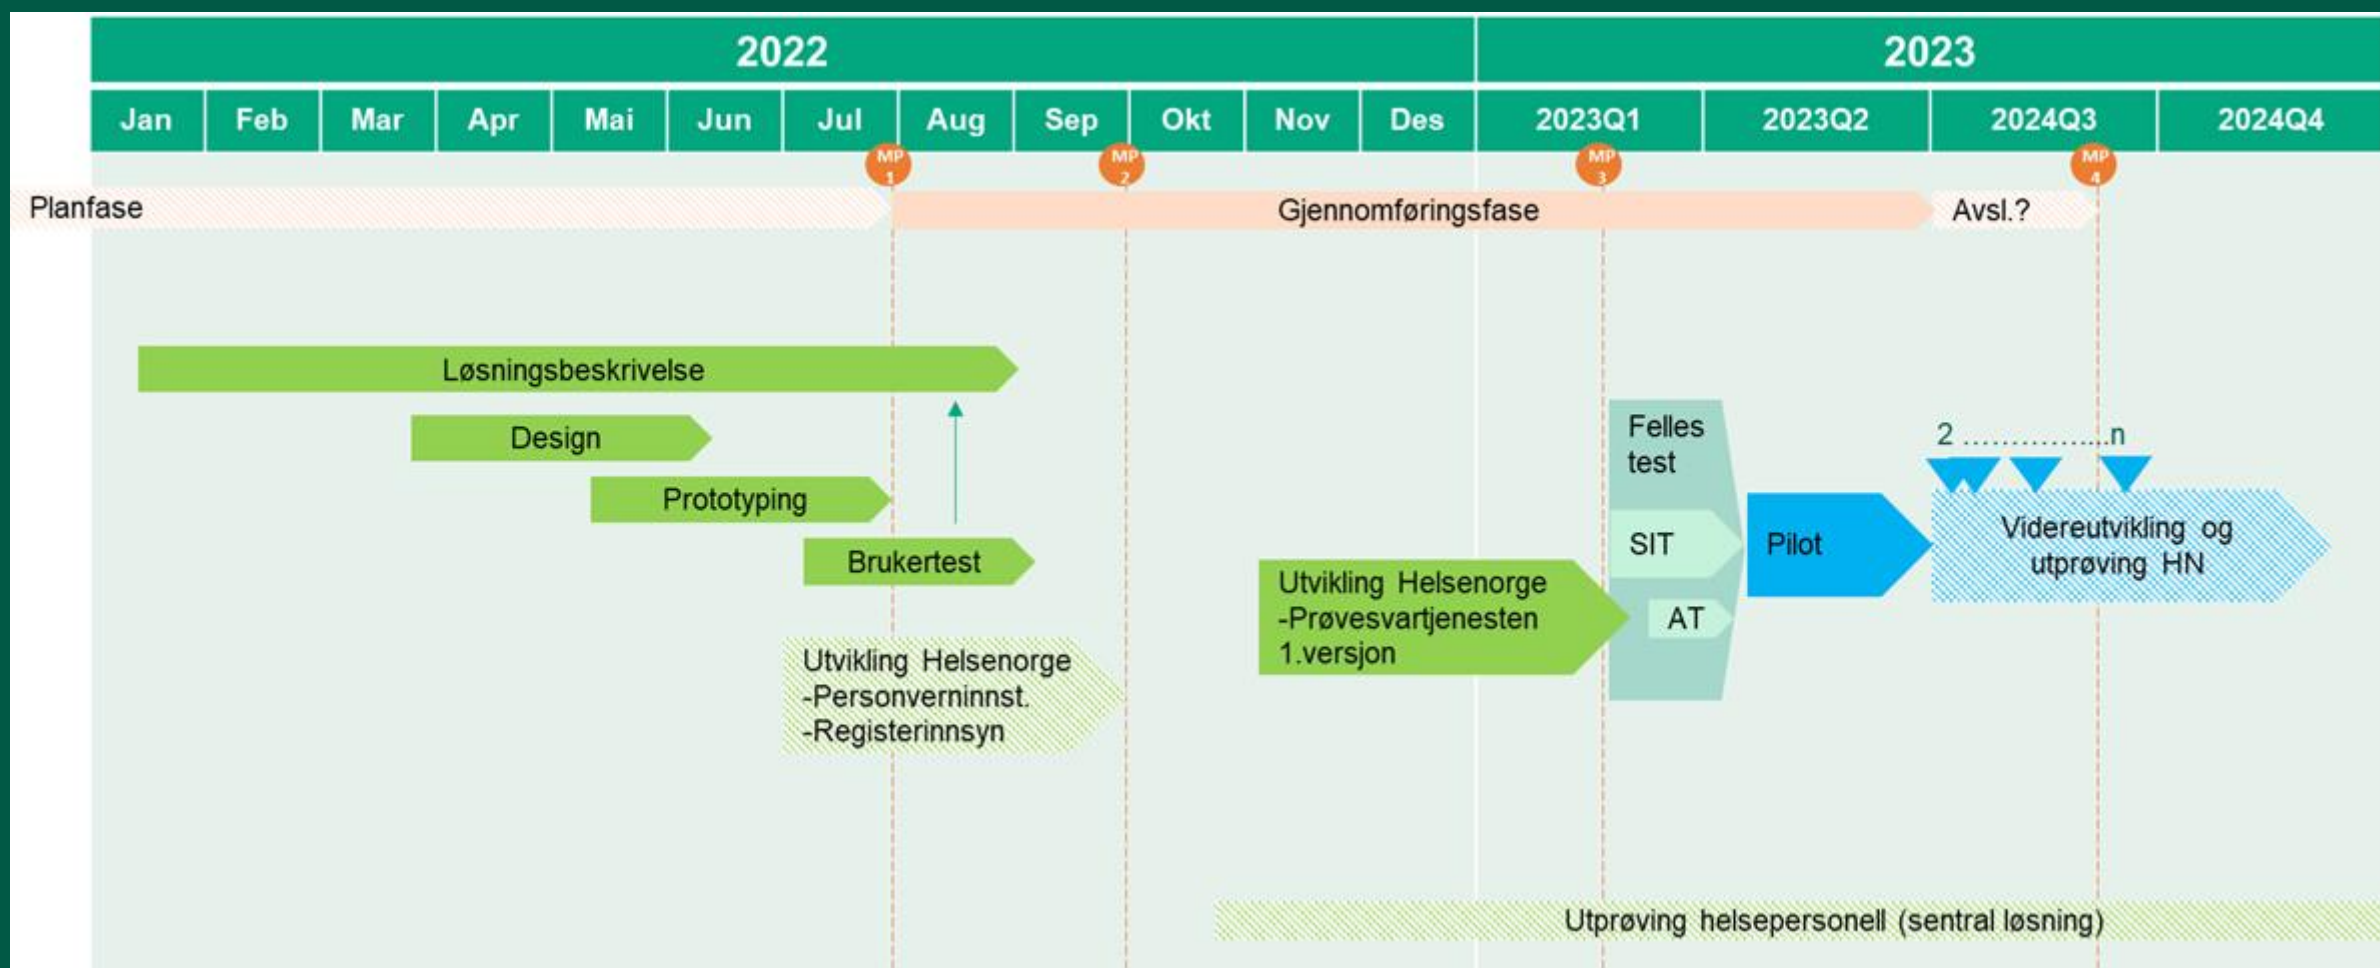 2022
2023
Jan Feb Mar Apr Mai Jun Jul Aug Sep Okt Nov Des 2023Q1 2023Q2 2024Q3 2024Q4
MP
1
MP
2
MP
3
MP
4
Planfase
Gjennomføringsfase
Avsl.?
Løsningsbeskrivelse
Design
Prototyping
Brukertest
Utvikling Helsenorge
-Personverninnst.
-Registerinnsyn
Utvikling Helsenorge
-Prøvesvartjenesten
1.versjon
Felles
test
SIT
AT
Pilot
2 ……………...n
Videreutvikling og
utprøving HN
Utprøving helsepersonell (sentral løsning)